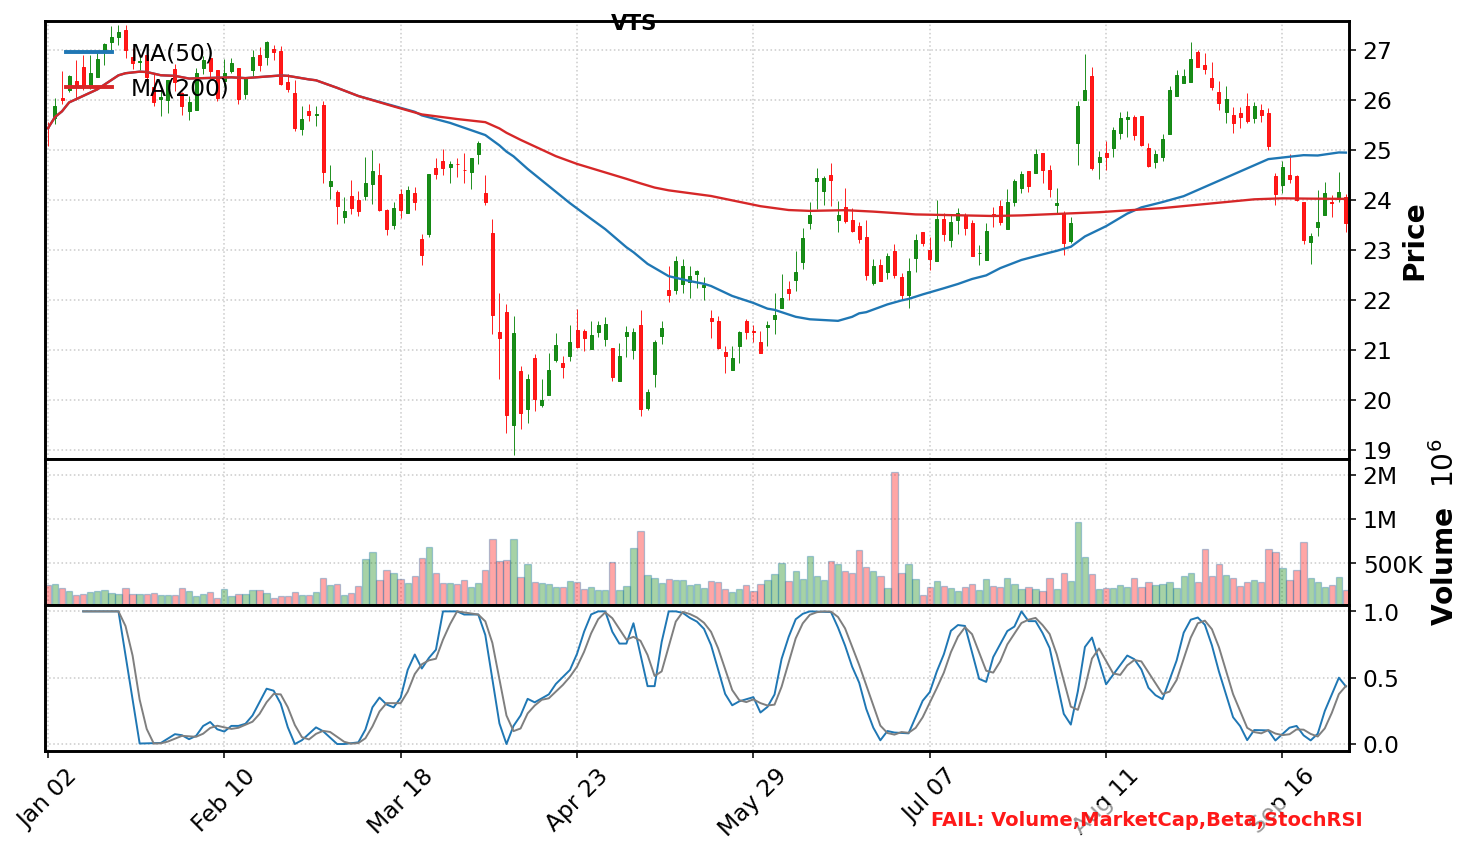 VTS
MA(50)
MA(200)
27
26
25
24
23
22
21
20
19
Price
2M
1M
500K
Volume 10^6
1.0
0.5
0.0
Jan 02
Feb 10
Mar 18
Apr 23
May 29
Jul 07
Aug 11
Sep 16
FAIL: Volume,MarketCap,Beta,StochRSI